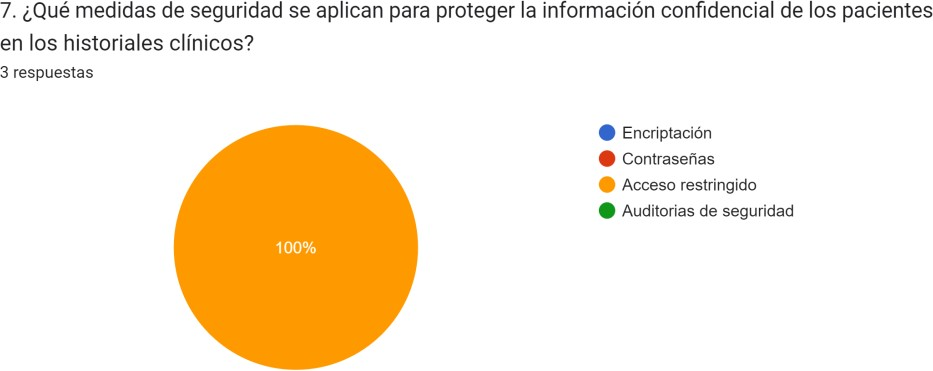 7. ¿Qué medidas de seguridad se aplican para proteger la información confidencial de los pacientes
en los historiales clínicos?
3 respuestas
100%
Encriptación
Contraseñas
Acceso restringido
Auditorias de seguridad